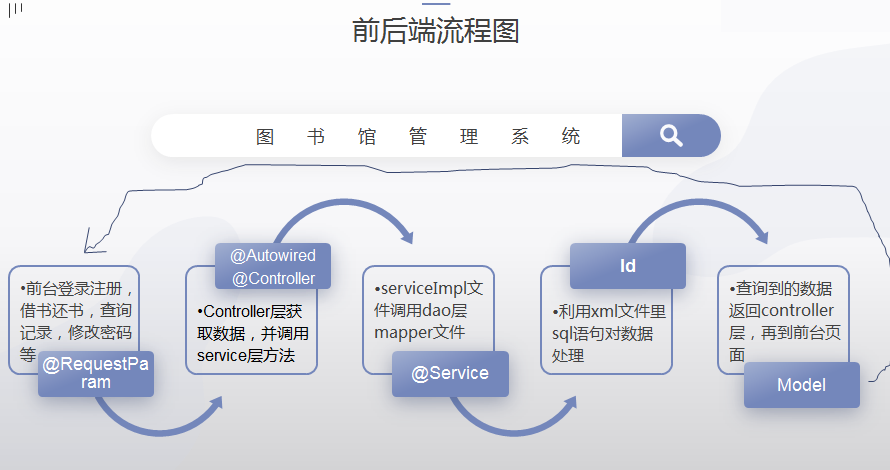 前后端流程图
图书馆管理系统
•前台登录注册，
借书还书，查询
记录，修改密码
等
@RequestPa
ram
@Autowired
@Controller
•Controller层获
取数据，并调用
service层方法
•serviceImpl文
件调用dao层
mapper文件
@Service
Id
•利用xml文件里
sql语句对数据
处理
•查询到的数据
返回controller
层，再到前台页
面
Model